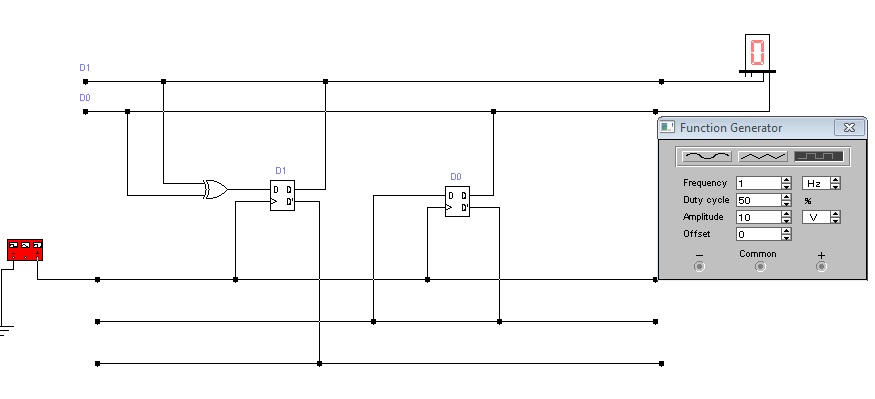 D1
D0
0
Function Generator
Frequency 1 Hz
Duty cycle 50 %
Amplitude 10 V
Offset 0
− Common +
D1
D Q
Q'
D0
D Q
Q'